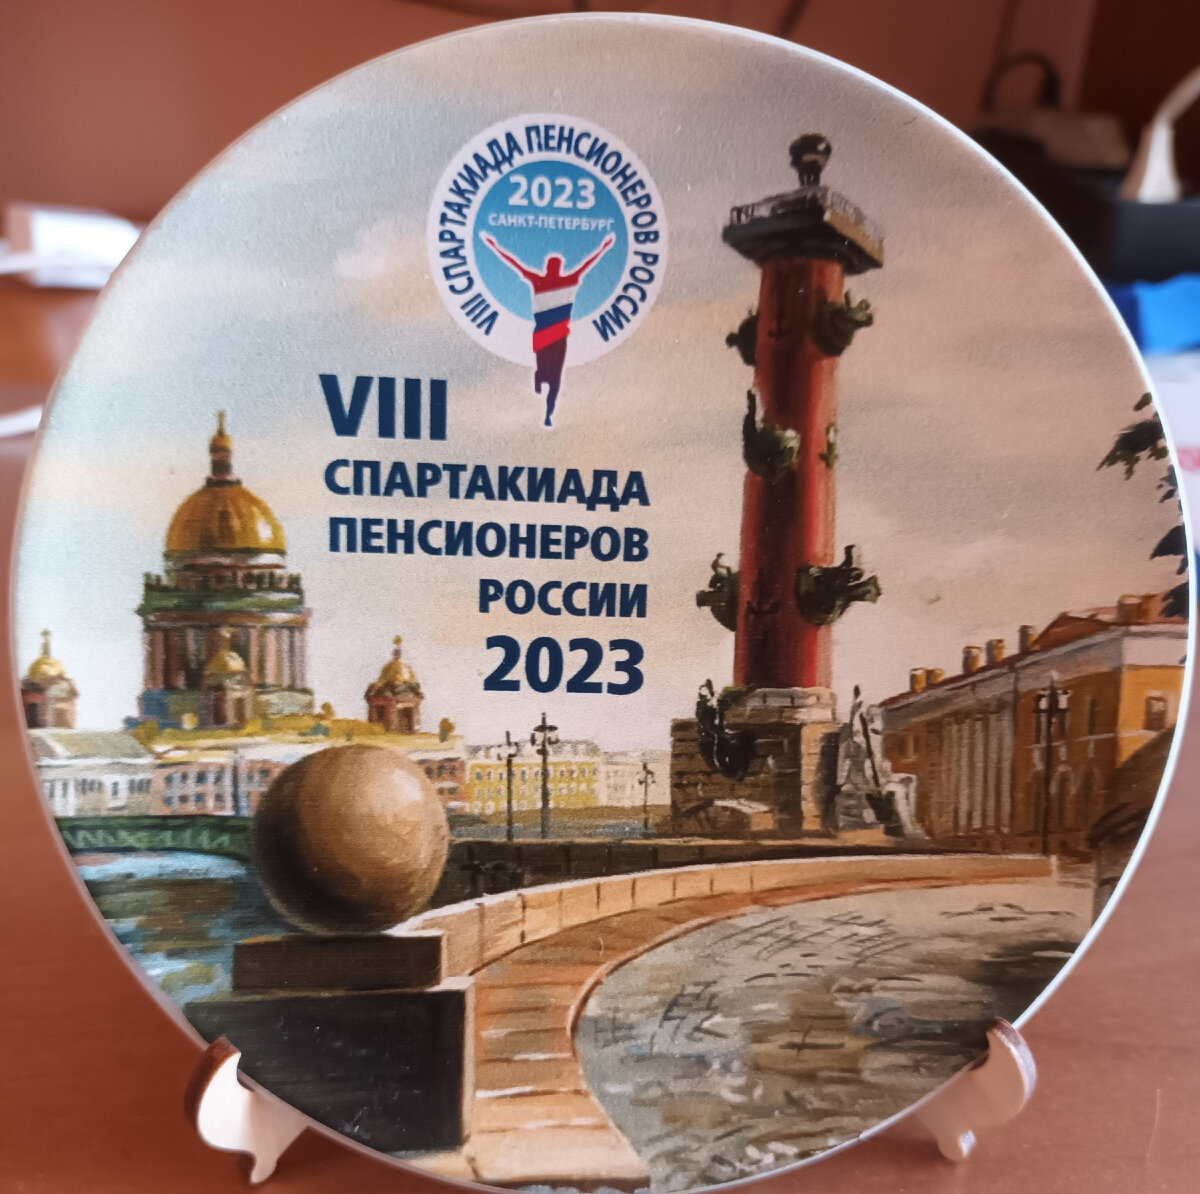 VIII СПАРТАКИАДА ПЕНСИОНЕРОВ РОССИИ
2023
САНКТ-ПЕТЕРБУРГ
VIII
СПАРТАКИАДА
ПЕНСИОНЕРОВ
РОССИИ
2023